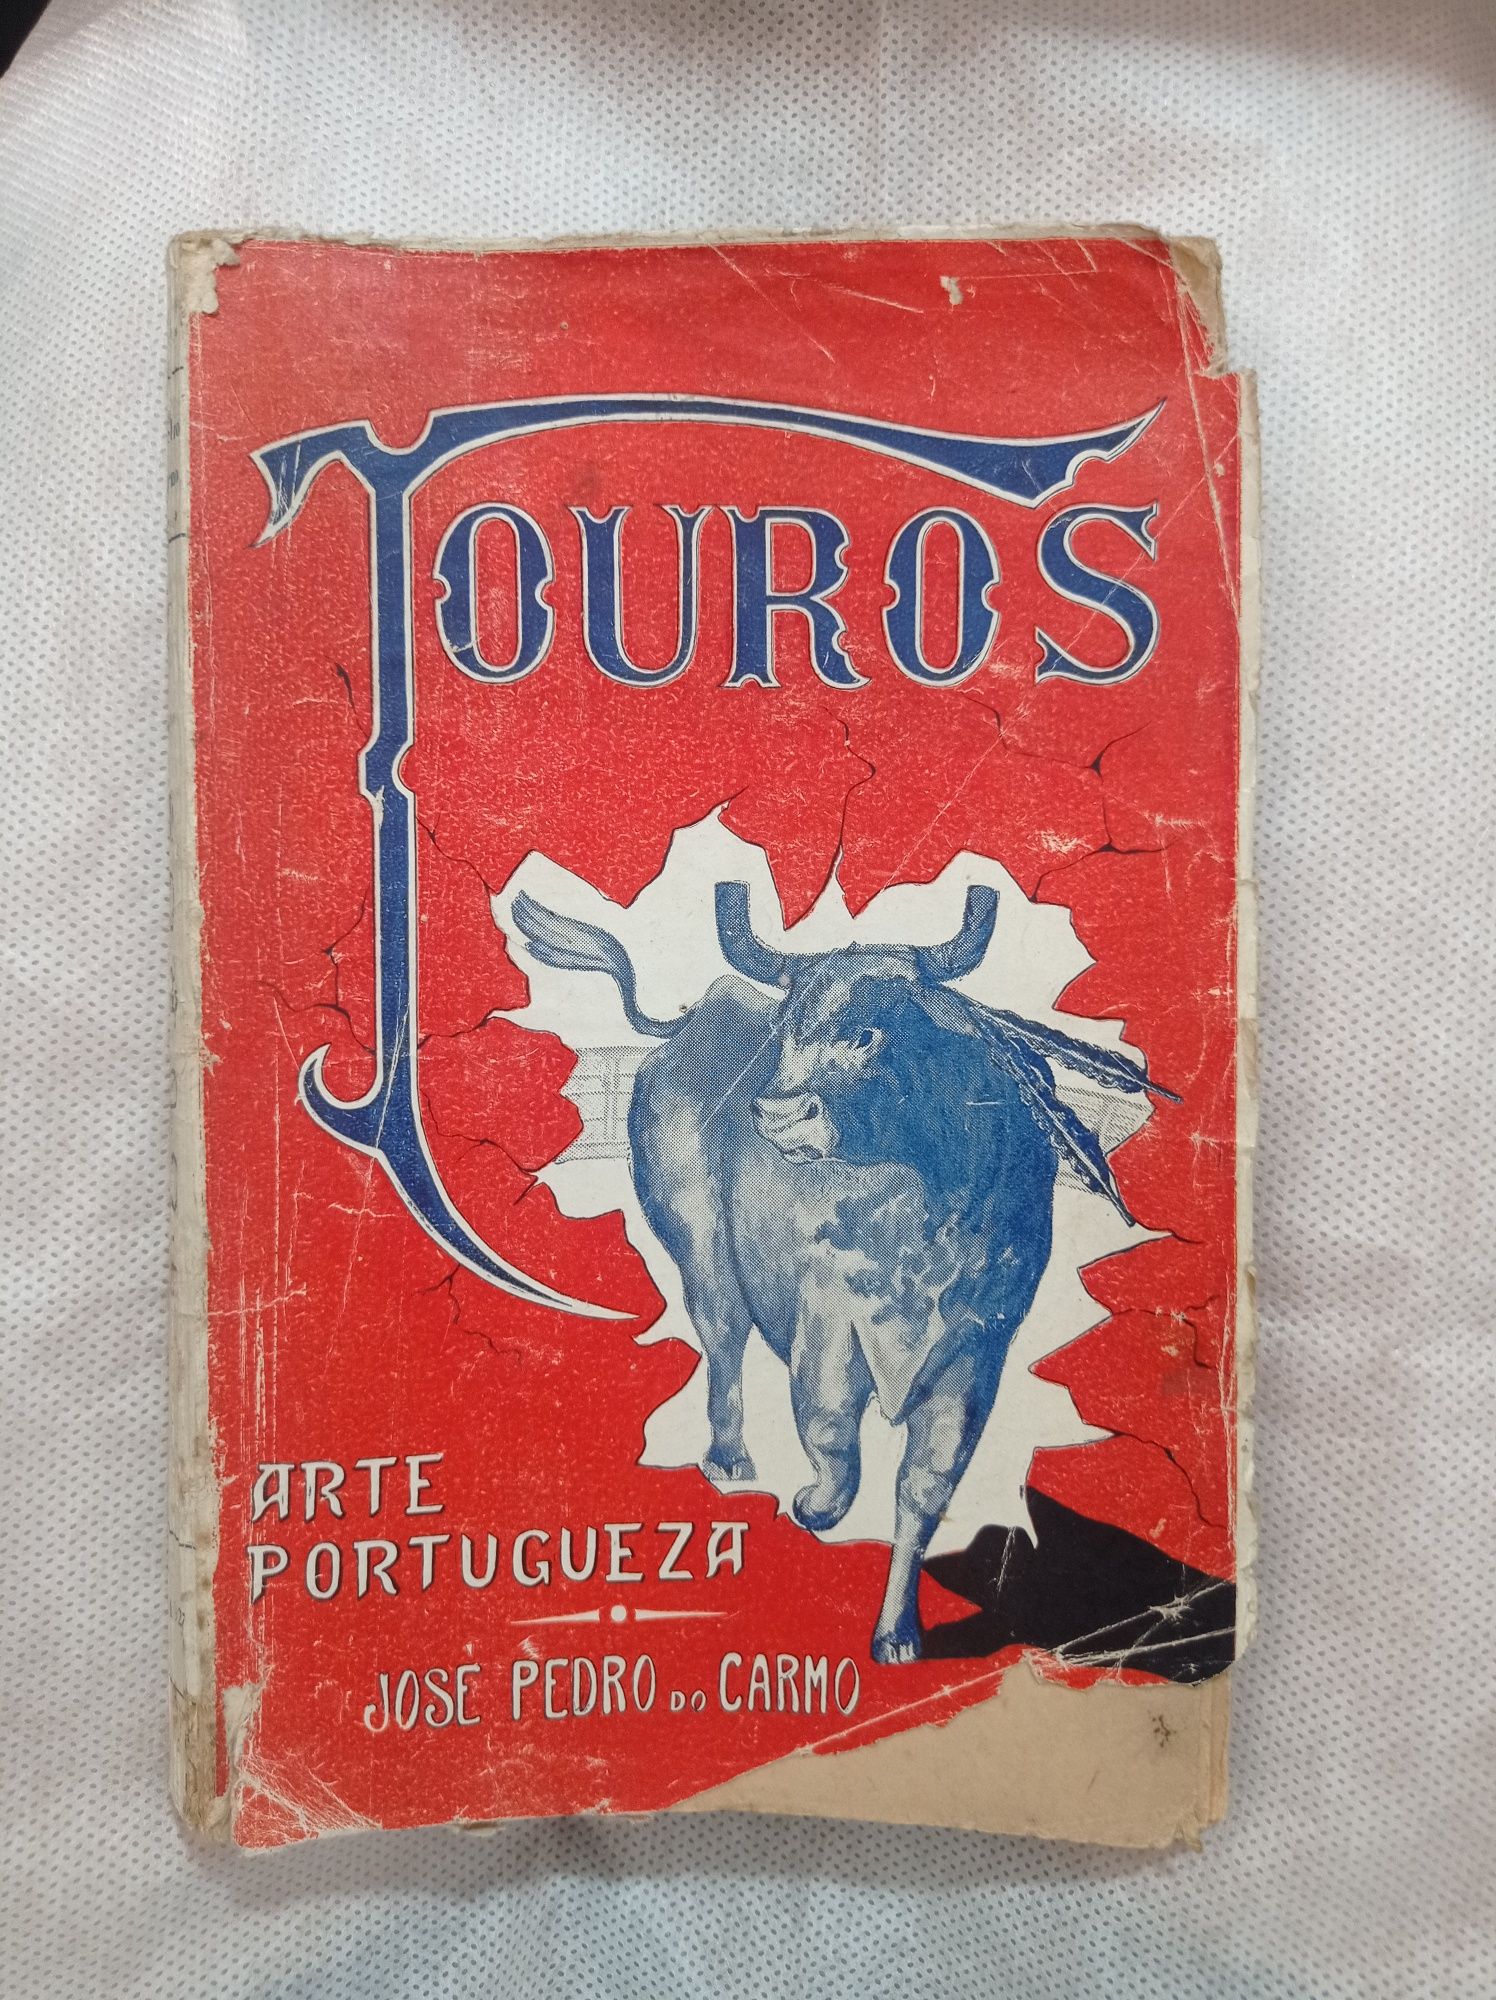 TOUROS
ARTE
PORTUGUEZA
JOSÉ PEDRO DO CARMO